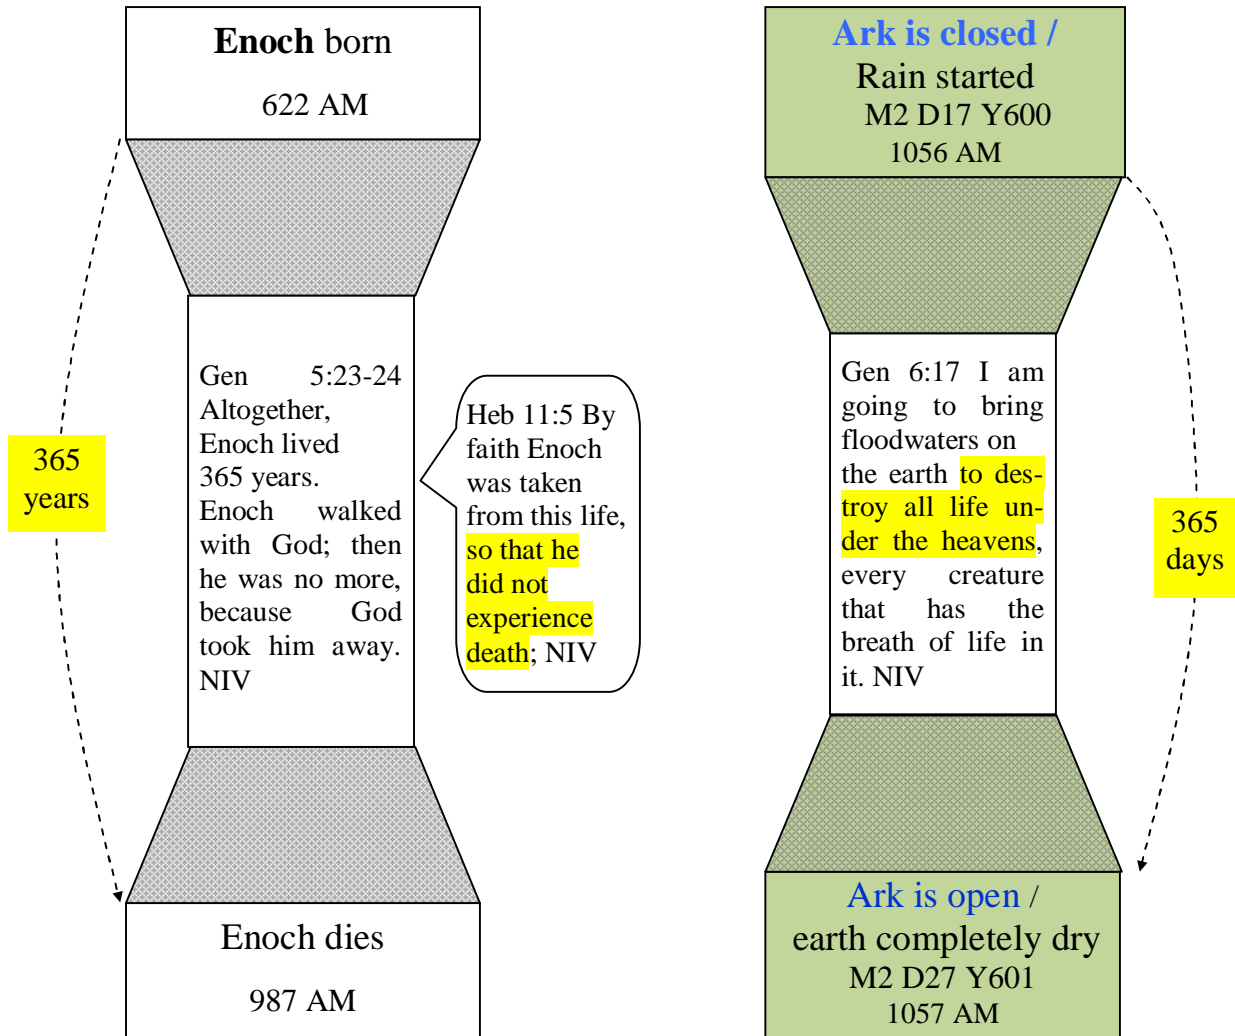 Enoch born
622 AM
365
years
Gen 5:23-24
Altogether,
Enoch lived
365 years.
Enoch walked
with God; then
he was no more,
because God
took him away.
NIV
Heb 11:5 By
faith Enoch
was taken
from this life,
so that he
did not
experience
death; NIV
Enoch dies
987 AM
Ark is closed /
Rain started
M2 D17 Y600
1056 AM
Gen 6:17 I am
going to bring
floodwaters on
the earth to des-
troy all life un-
der the heavens,
every creature
that has the
breath of life in
it. NIV
365
days
Ark is open /
earth completely dry
M2 D27 Y601
1057 AM